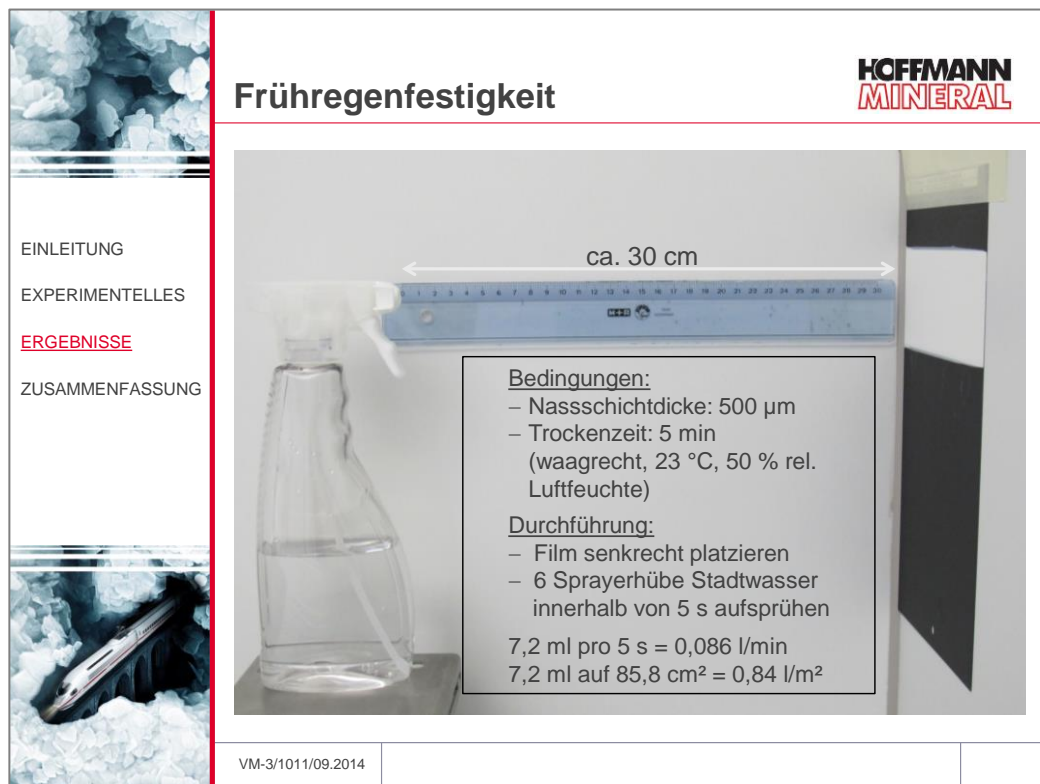 Frühregenfestigkeit
HOFFMANN
MINERAL
EINLEITUNG
EXPERIMENTELLES
ERGEBNISSE
ZUSAMMENFASSUNG
ca. 30 cm
1 2 3 4 5 6 7 8 9 10 11 12 13 14 15 16 17 18 19 20 21 22 23 24 25 26 27 28 29 30
M+R
Bedingungen:
– Nassschichtdicke: 500 µm
– Trockenzeit: 5 min
(waagrecht, 23 °C, 50 % rel.
Luftfeuchte)
Durchführung:
– Film senkrecht platzieren
– 6 Sprayerhübe Stadtwasser
innerhalb von 5 s aufsprühen
7,2 ml pro 5 s = 0,086 l/min
7,2 ml auf 85,8 cm² = 0,84 l/m²
VM-3/1011/09.2014